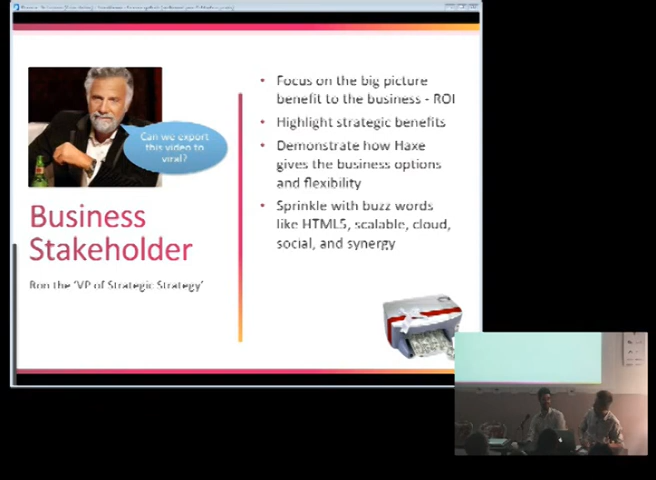 Can we export
this video to
viral?
Business
Stakeholder
Ron the 'VP of Strategic Strategy'
• Focus on the big picture
benefit to the business - ROI
• Highlight strategic benefits
• Demonstrate how Haxe
gives the business options
and flexibility
• Sprinkle with buzz words
like HTML5, scalable, cloud,
social, and synergy